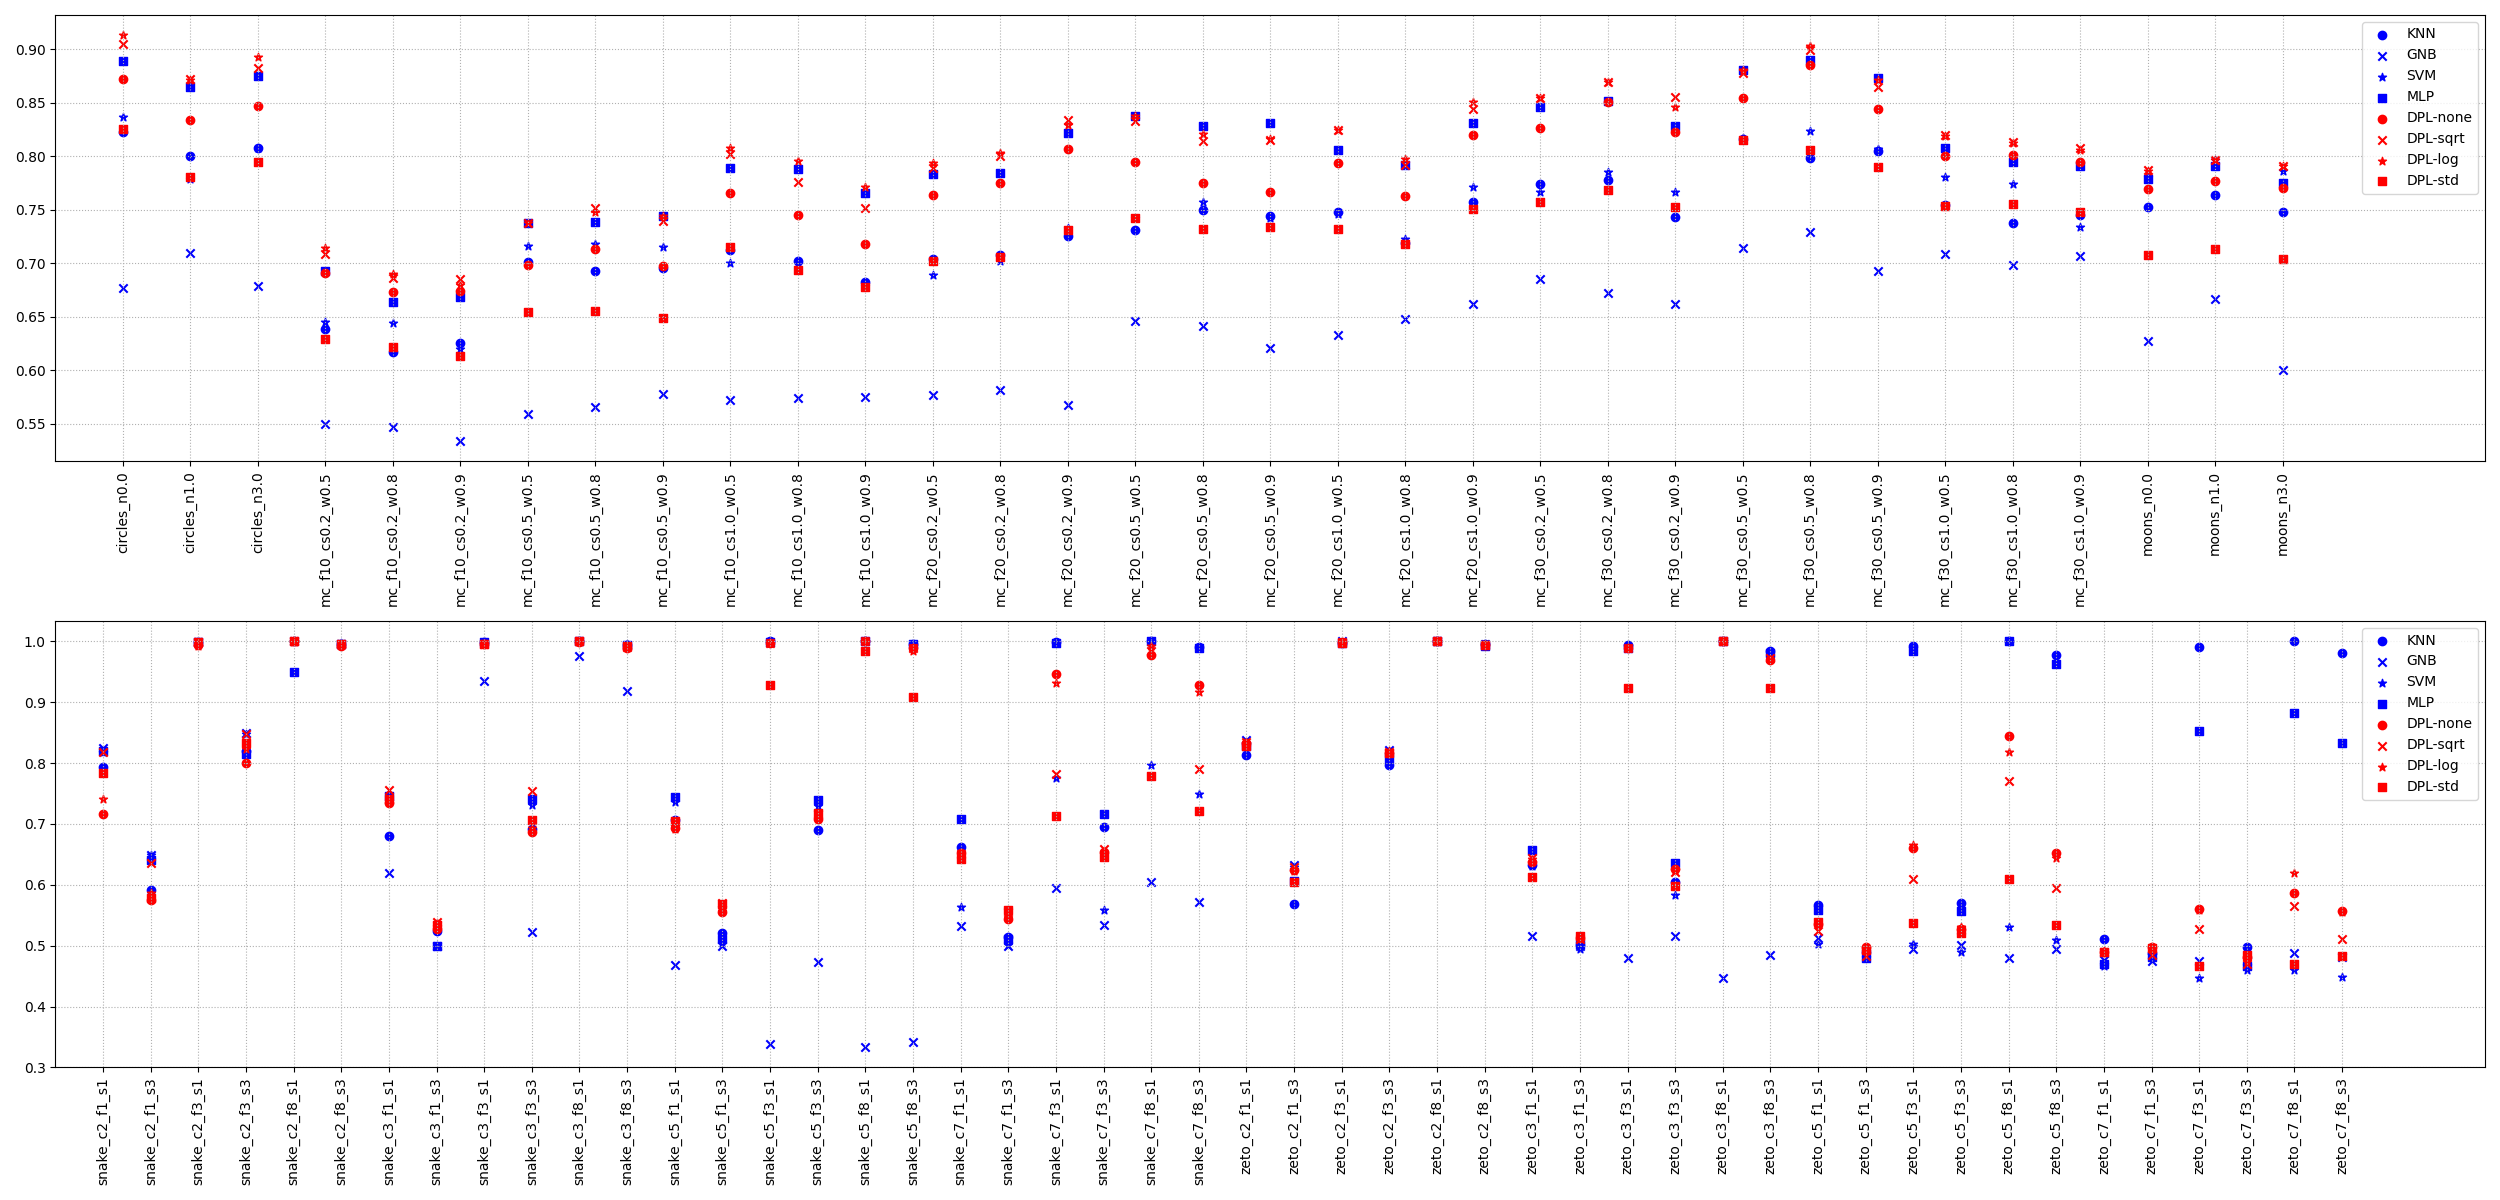 0.90
0.85
0.80
0.75
0.70
0.65
0.60
0.55
KNN
GNB
SVM
MLP
DPL-none
DPL-sqrt
DPL-log
DPL-std
circles_n0.0
circles_n1.0
circles_n3.0
mc_f10_cs0.2_w0.5
mc_f10_cs0.2_w0.8
mc_f10_cs0.2_w0.9
mc_f10_cs0.5_w0.5
mc_f10_cs0.5_w0.8
mc_f10_cs0.5_w0.9
mc_f10_cs1.0_w0.5
mc_f10_cs1.0_w0.8
mc_f10_cs1.0_w0.9
mc_f20_cs0.2_w0.5
mc_f20_cs0.2_w0.8
mc_f20_cs0.2_w0.9
mc_f20_cs0.5_w0.5
mc_f20_cs0.5_w0.8
mc_f20_cs0.5_w0.9
mc_f20_cs1.0_w0.5
mc_f20_cs1.0_w0.8
mc_f20_cs1.0_w0.9
mc_f30_cs0.2_w0.5
mc_f30_cs0.2_w0.8
mc_f30_cs0.2_w0.9
mc_f30_cs0.5_w0.5
mc_f30_cs0.5_w0.8
mc_f30_cs0.5_w0.9
mc_f30_cs1.0_w0.5
mc_f30_cs1.0_w0.8
mc_f30_cs1.0_w0.9
moons_n0.0
moons_n1.0
moons_n3.0
1.0
0.9
0.8
0.7
0.6
0.5
0.4
0.3
KNN
GNB
SVM
MLP
DPL-none
DPL-sqrt
DPL-log
DPL-std
snake_c2_f1_s1
snake_c2_f1_s3
snake_c2_f3_s1
snake_c2_f3_s3
snake_c2_f8_s1
snake_c2_f8_s3
snake_c3_f1_s1
snake_c3_f1_s3
snake_c3_f3_s1
snake_c3_f3_s3
snake_c3_f8_s1
snake_c3_f8_s3
snake_c5_f1_s1
snake_c5_f1_s3
snake_c5_f3_s1
snake_c5_f3_s3
snake_c5_f8_s1
snake_c5_f8_s3
snake_c7_f1_s1
snake_c7_f1_s3
snake_c7_f3_s1
snake_c7_f3_s3
snake_c7_f8_s1
snake_c7_f8_s3
zeto_c2_f1_s1
zeto_c2_f1_s3
zeto_c2_f3_s1
zeto_c2_f3_s3
zeto_c2_f8_s1
zeto_c2_f8_s3
zeto_c3_f1_s1
zeto_c3_f1_s3
zeto_c3_f3_s1
zeto_c3_f3_s3
zeto_c3_f8_s1
zeto_c3_f8_s3
zeto_c5_f1_s1
zeto_c5_f1_s3
zeto_c5_f3_s1
zeto_c5_f3_s3
zeto_c5_f8_s1
zeto_c5_f8_s3
zeto_c7_f1_s1
zeto_c7_f1_s3
zeto_c7_f3_s1
zeto_c7_f3_s3
zeto_c7_f8_s1
zeto_c7_f8_s3